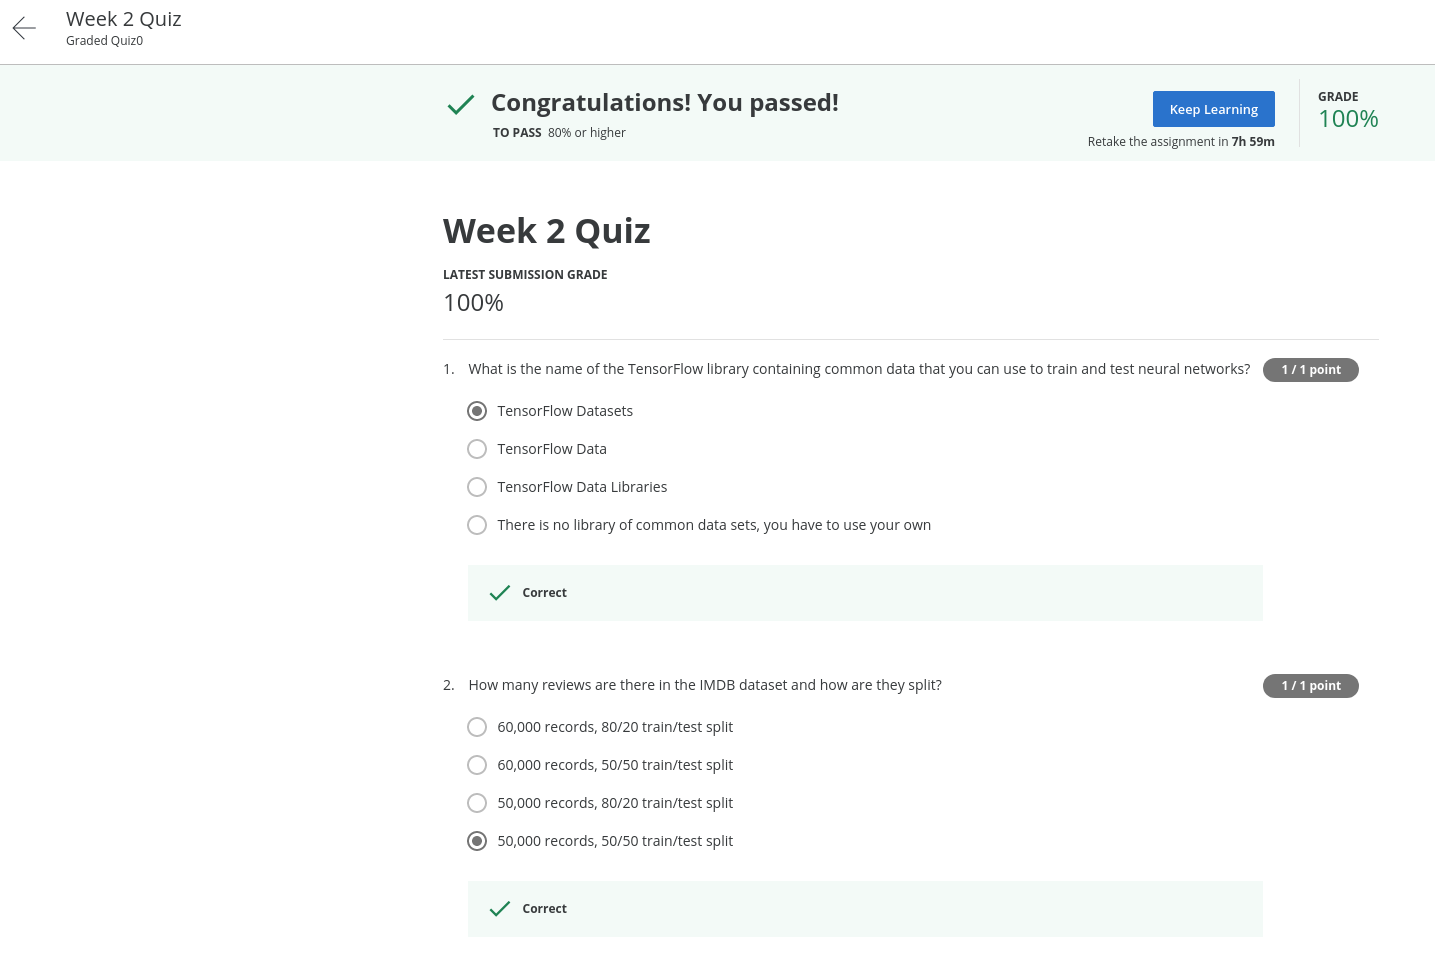 Week 2 Quiz
Graded Quiz0
Congratulations! You passed!
TO PASS 80% or higher
Keep Learning
Retake the assignment in 7h 59m
GRADE
100%
Week 2 Quiz
LATEST SUBMISSION GRADE
100%
1. What is the name of the TensorFlow library containing common data that you can use to train and test neural networks? 1 / 1 point
TensorFlow Datasets
TensorFlow Data
TensorFlow Data Libraries
There is no library of common data sets, you have to use your own
Correct
2. How many reviews are there in the IMDB dataset and how are they split? 1 / 1 point
60,000 records, 80/20 train/test split
60,000 records, 50/50 train/test split
50,000 records, 80/20 train/test split
50,000 records, 50/50 train/test split
Correct